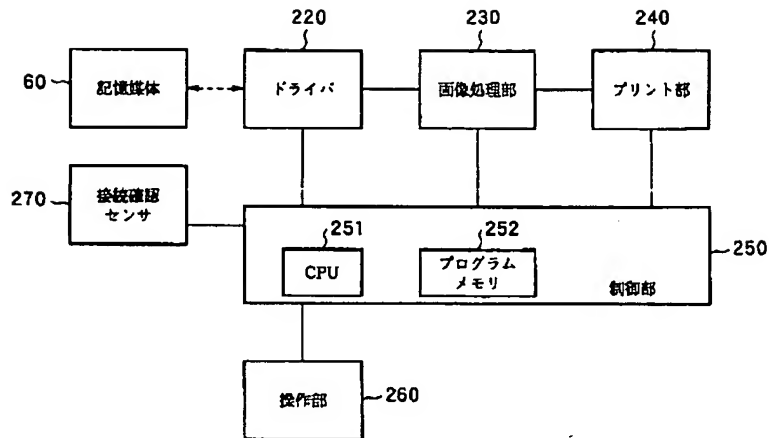 220
230
240
60
記憶媒体
ドライバ
画像処理部
プリント部
270
接続確認
センサ
251
252
250
CPU
プログラム
メモリ
制御部
操作部
260